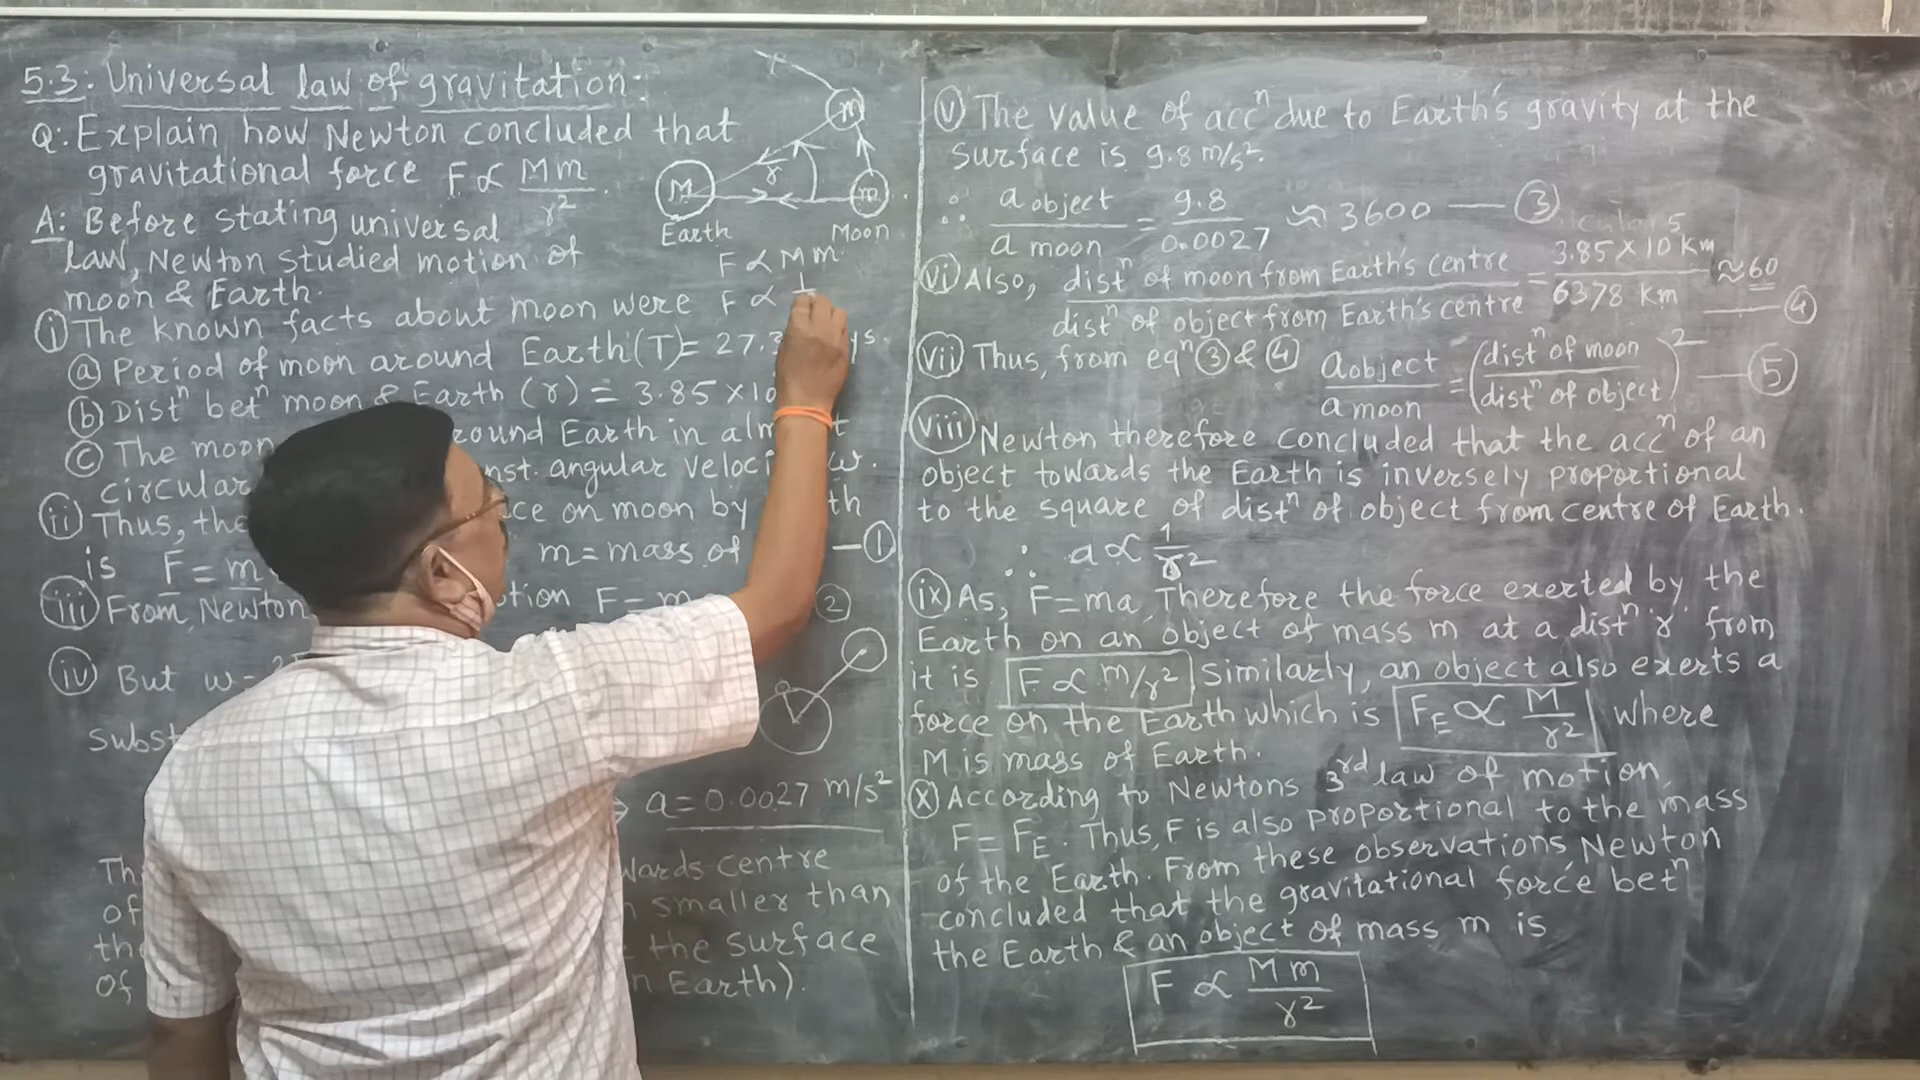 5.3: Universal law of gravitation:
Q: Explain how Newton concluded that
gravitational force F ∝ Mm/r²
A: Before stating universal
law, Newton studied motion of
moon & Earth.
M
m
m
r
Earth
Moon
F ∝ Mm
F ∝ 1
i The known facts about moon were
a Period of moon around Earth (T) = 27.3
b Distⁿ betⁿ moon & Earth (r) = 3.85 × 10
c The moon Earth in
circular const. angular velocity ω.
ii Thus, the on moon by
is F = m m = mass of — 1
iii From, Newton F = m 2
iv But ω =
Subst
a = 0.0027 m/s²
towards centre
of smaller than
the the surface
of Earth).
v The value of accⁿ due to Earth's gravity at the
surface is 9.8 m/s².
∴ a object / a moon = 9.8 / 0.0027 ≈ 3600 — 3
vi Also, distⁿ of moon from Earth's centre / distⁿ of object from Earth's centre = 3.85 × 10⁵ km / 6378 km ≈ 60 — 4
vii Thus, from eqⁿ 3 & 4 a object / a moon = (distⁿ of moon / distⁿ of object)² — 5
viii Newton therefore concluded that the accⁿ of an
object towards the Earth is inversely proportional
to the square of distⁿ of object from centre of Earth.
∴ a ∝ 1/r²
ix As, F = ma, Therefore the force exerted by the
Earth on an object of mass m at a distⁿ 'r' from
it is F ∝ m/r² Similarly, an object also exerts a
force on the Earth which is F_E ∝ M/r² where
M is mass of Earth.
x According to Newtons 3rd law of motion,
F = F_E. Thus, F is also proportional to the mass
of the Earth. From these observations, Newton
concluded that the gravitational force betⁿ
the Earth & an object of mass m is
F ∝ Mm/r²